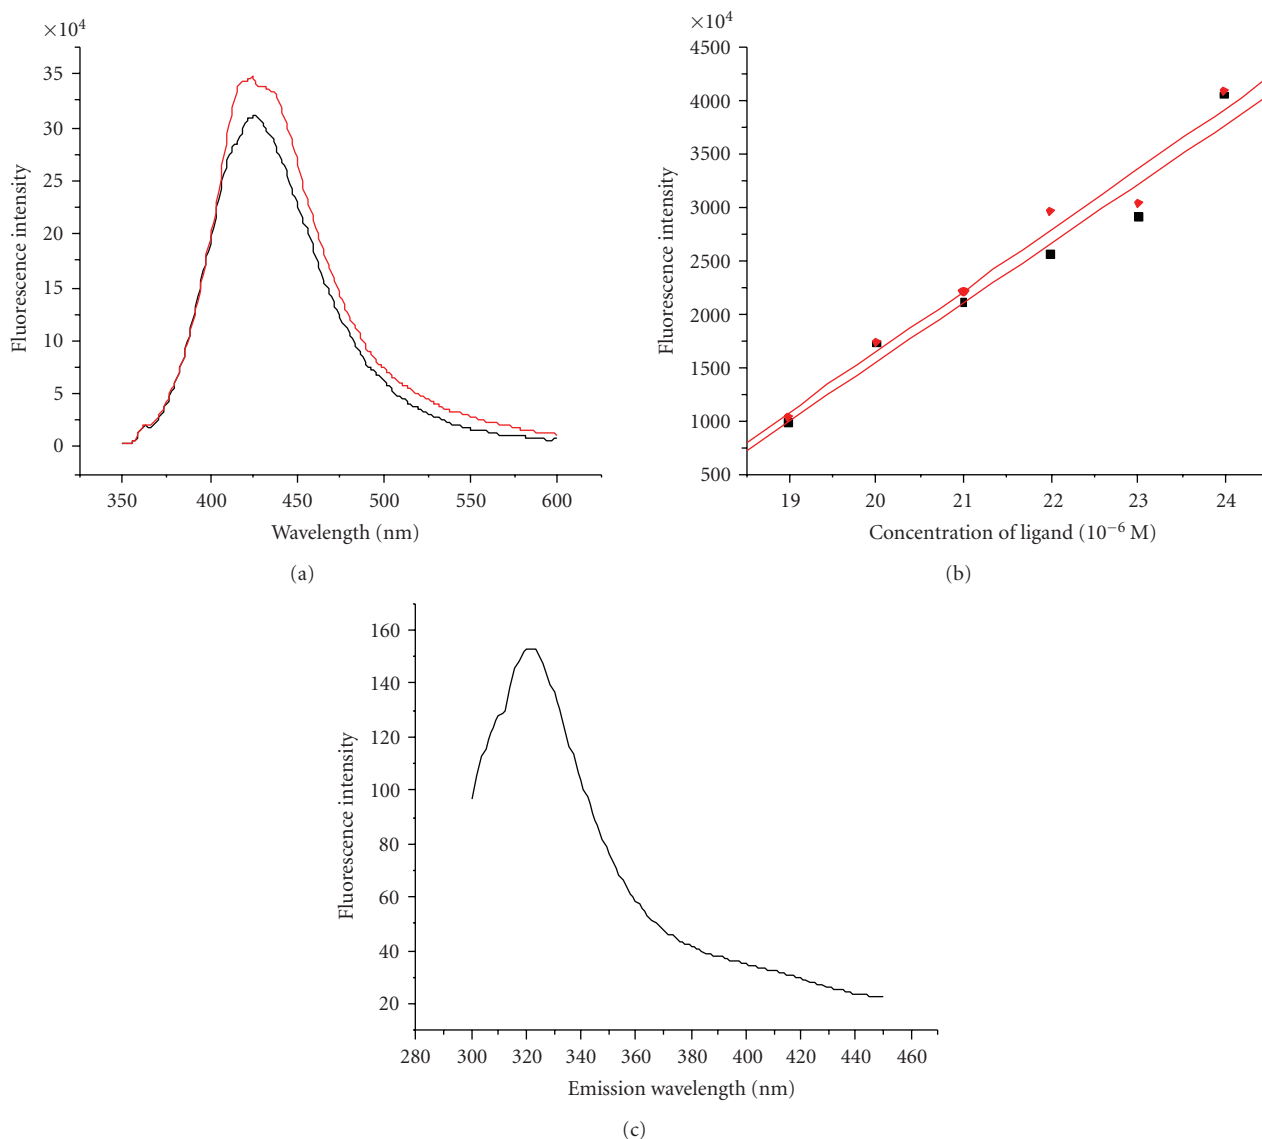 ×10⁴
35
30
25
20
15
10
5
0
Fluorescence intensity
350 400 450 500 550 600
Wavelength (nm)
(a)
×10⁴
4500
4000
3500
3000
2500
2000
1500
1000
500
Fluorescence intensity
19 20 21 22 23 24
Concentration of ligand (10⁻⁶ M)
(b)
160
140
120
100
80
60
40
20
Fluorescence intensity
280 300 320 340 360 380 400 420 440 460
Emission wavelength (nm)
(c)